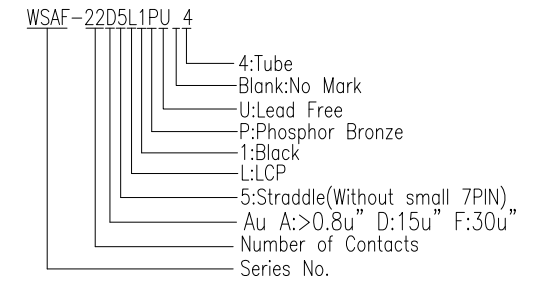 WSAF-22D5L1PU 4
4:Tube
Blank:No Mark
U:Lead Free
P:Phosphor Bronze
1:Black
L:LCP
5:Straddle(Without small 7PIN)
Au A:>0.8u" D:15u" F:30u"
Number of Contacts
Series No.